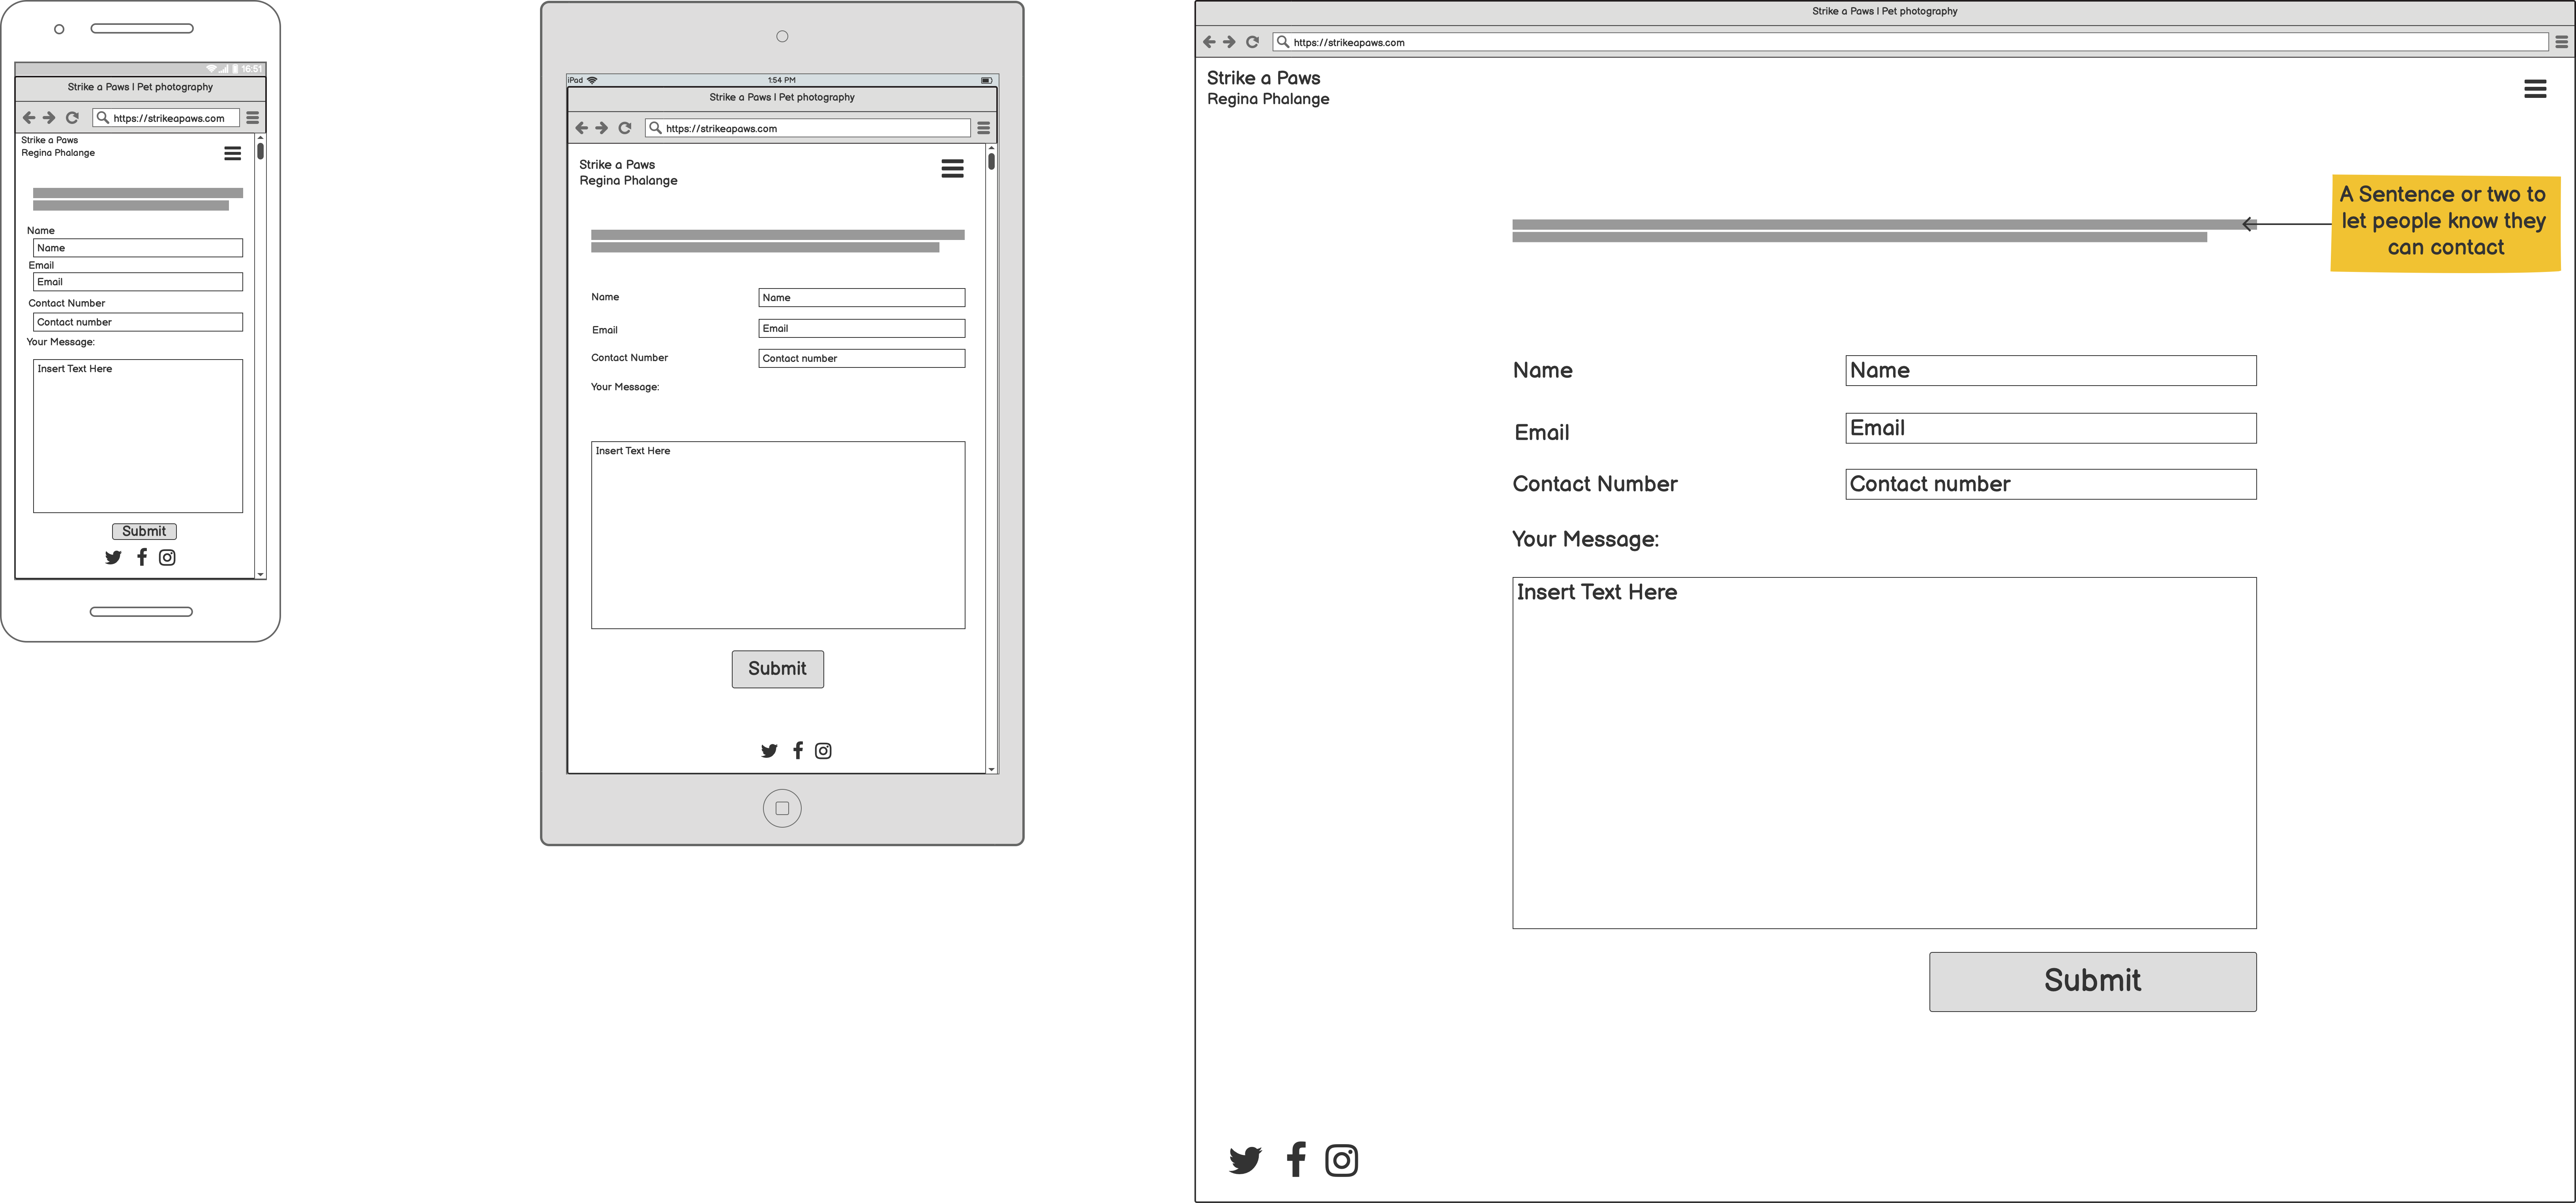 16:51
Strike a Paws | Pet photography
https://strikeapaws.com
Strike a Paws
Regina Phalange
Name
Name
Email
Email
Contact Number
Contact number
Your Message:
Insert Text Here
Submit
iPad
1:54 PM
Strike a Paws | Pet photography
https://strikeapaws.com
Strike a Paws
Regina Phalange
Name
Name
Email
Email
Contact Number
Contact number
Your Message:
Insert Text Here
Submit
Strike a Paws | Pet photography
https://strikeapaws.com
Strike a Paws
Regina Phalange
A Sentence or two to
let people know they
can contact
Name
Name
Email
Email
Contact Number
Contact number
Your Message:
Insert Text Here
Submit